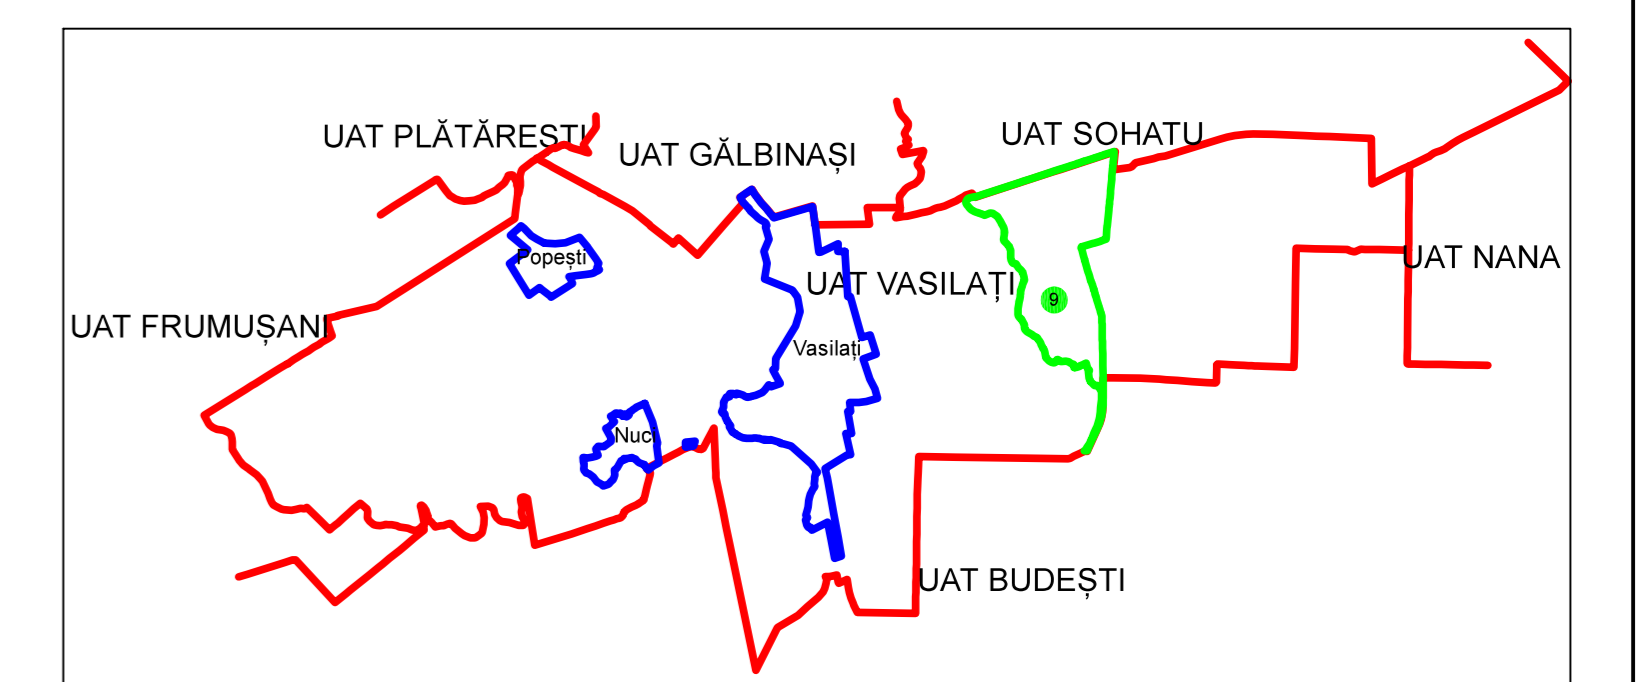 UAT PLĂTĂREȘTI
UAT GĂLBINAȘI
UAT SOHATU
Popești
UAT NANA
UAT VASILAȚI
9
UAT FRUMUȘANI
Vasilați
Nuci
UAT BUDEȘTI